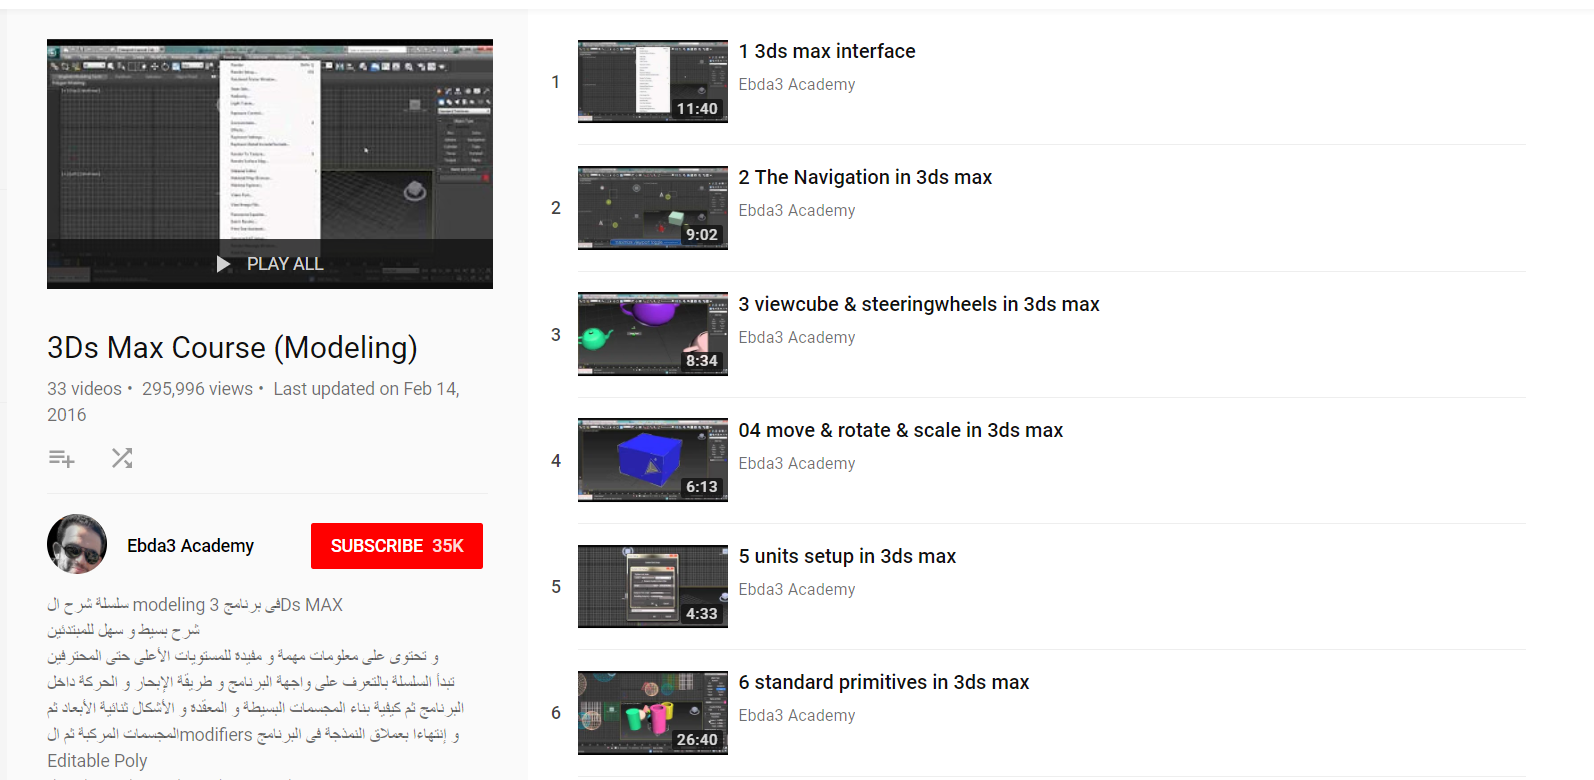 PLAY ALL
3Ds Max Course (Modeling)
33 videos • 295,996 views • Last updated on Feb 14,
2016
Ebda3 Academy
SUBSCRIBE 35K
سلسلة شرح ال modeling فى برنامج 3Ds MAX
شرح بسيط و سهل للمبتدئين
و تحتوى على معلومات مهمة و مفيدة للمستويات الأعلى حتى المحترفين
تبدأ السلسلة بالتعرف على واجهة البرنامج و طريقة الإبحار و الحركة داخل
البرنامج ثم كيفية بناء المجسمات البسيطة و المعقدة و الأشكال ثنائية الأبعاد ثم
المجسمات المركبة ثم ال modifiers و إنتهاءا بعملاق النمذجة فى البرنامج
Editable Poly
1
11:40
1 3ds max interface
Ebda3 Academy
2
9:02
2 The Navigation in 3ds max
Ebda3 Academy
3
8:34
3 viewcube & steeringwheels in 3ds max
Ebda3 Academy
4
6:13
04 move & rotate & scale in 3ds max
Ebda3 Academy
5
4:33
5 units setup in 3ds max
Ebda3 Academy
6
26:40
6 standard primitives in 3ds max
Ebda3 Academy